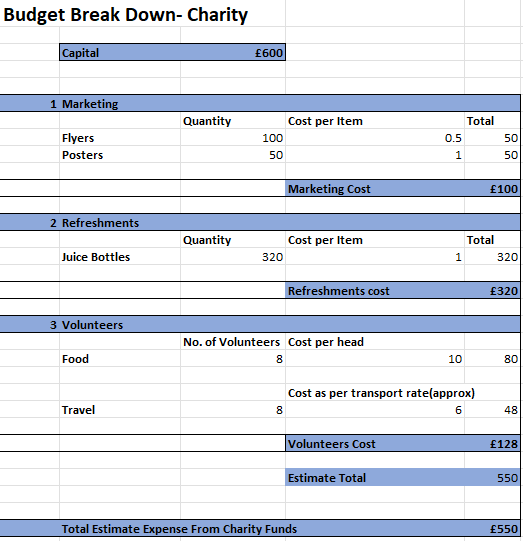 Budget Break Down- Charity
Capital £600
1 Marketing
Quantity Cost per Item Total
Flyers 100 0.5 50
Posters 50 1 50
Marketing Cost £100
2 Refreshments
Quantity Cost per Item Total
Juice Bottles 320 1 320
Refreshments cost £320
3 Volunteers
No. of Volunteers Cost per head
Food 8 10 80
Cost as per transport rate(approx)
Travel 8 6 48
Volunteers Cost £128
Estimate Total 550
Total Estimate Expense From Charity Funds £550